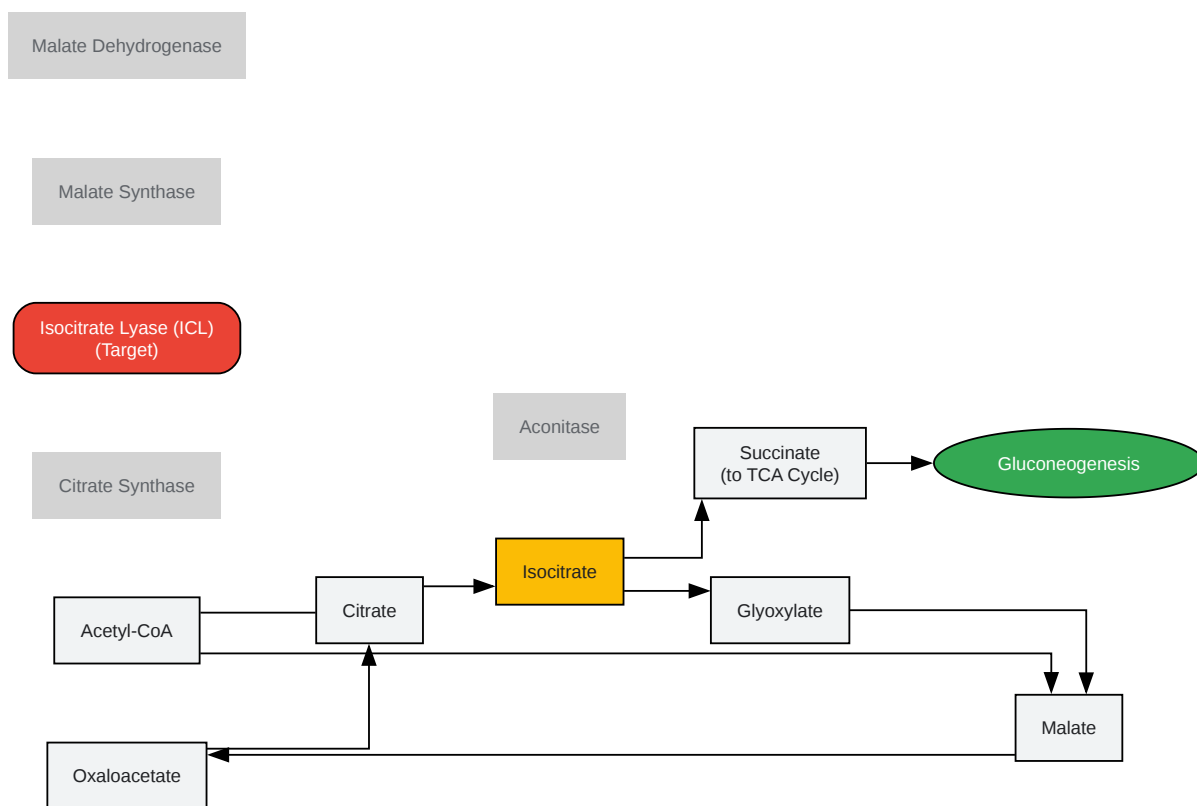 Malate Dehydrogenase
Malate Synthase
Isocitrate Lyase (ICL)
(Target)
Aconitase
Succinate
(to TCA Cycle)
Gluconeogenesis
Citrate Synthase
Isocitrate
Citrate
Glyoxylate
Acetyl-CoA
Malate
Oxaloacetate